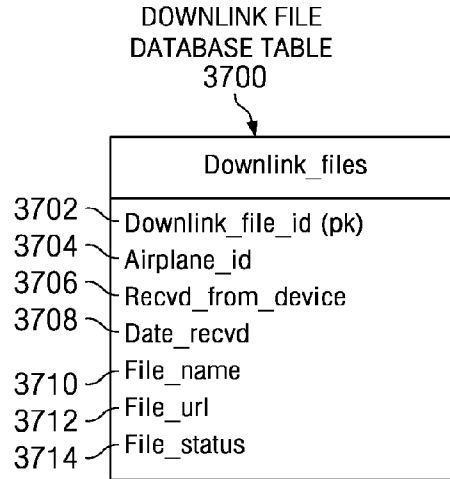 DOWNLINK FILE
DATABASE TABLE
3700
Downlink_files
3702 Downlink_file_id (pk)
3704 Airplane_id
3706 Recvd_from_device
3708 Date_recvd
3710 File_name
3712 File_url
3714 File_status